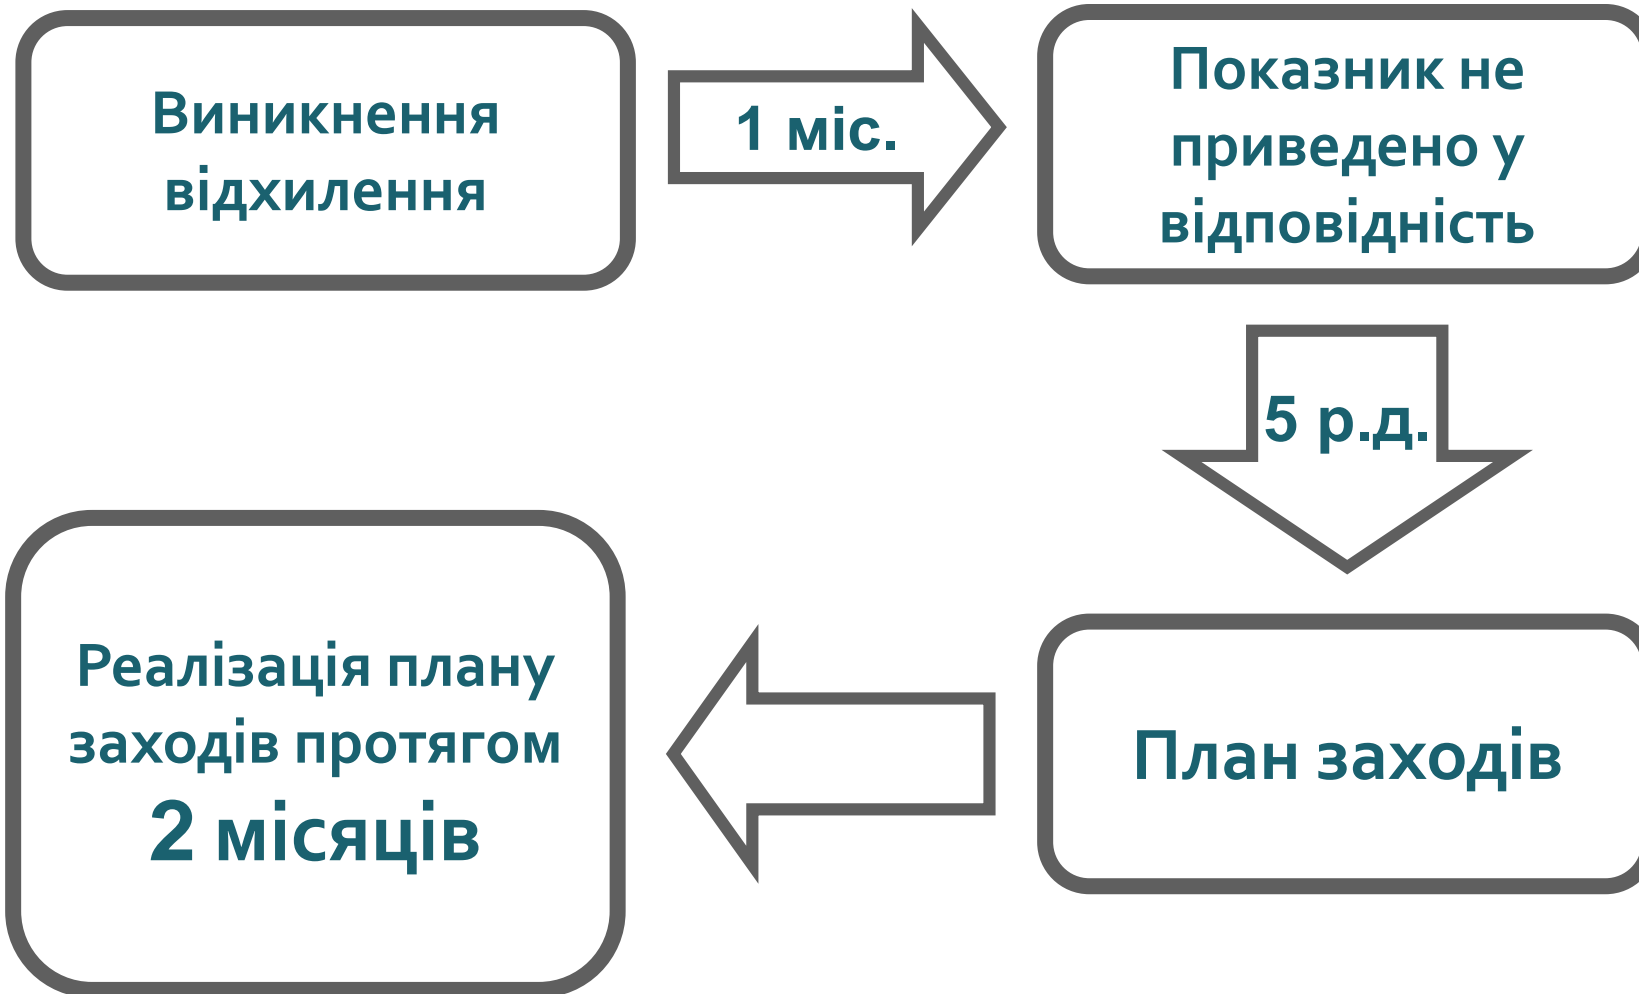 Виникнення
відхилення
1 міс.
Показник не
приведено у
відповідність
5 р.д.
План заходів
Реалізація плану
заходів протягом
2 місяців